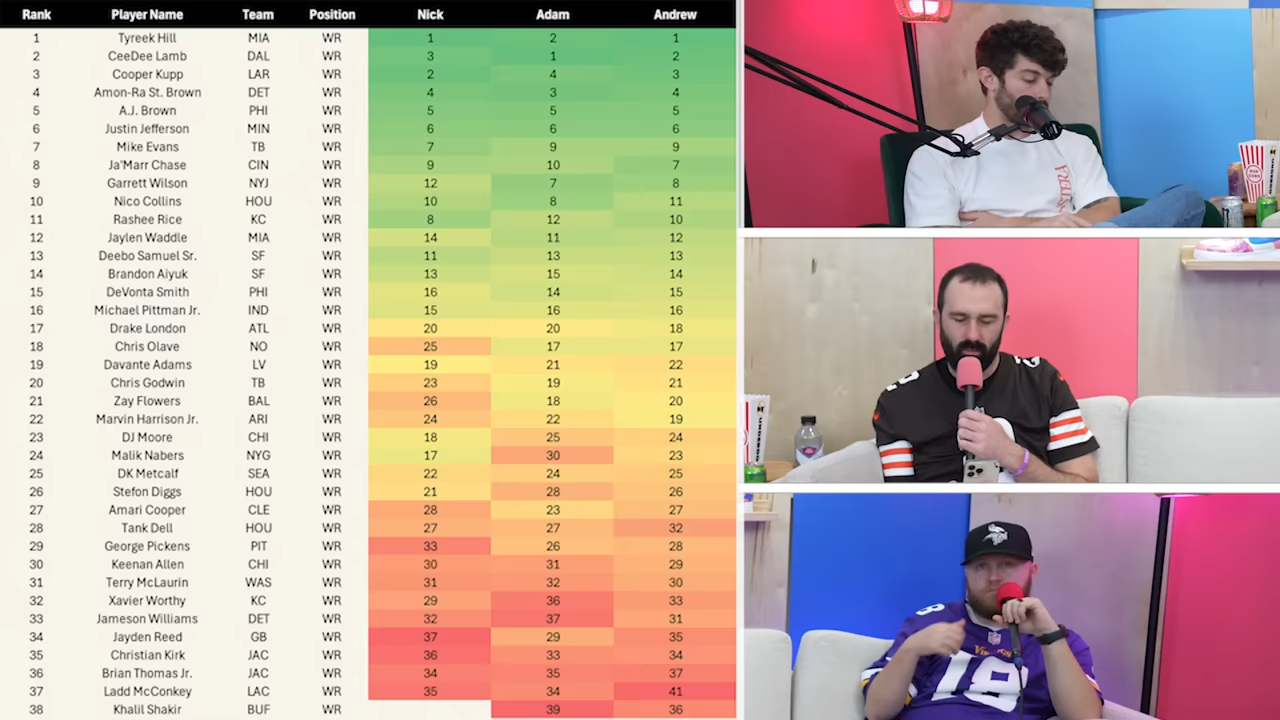 Rank Player Name Team Position Nick Adam Andrew
1 Tyreek Hill MIA WR 1 2 1
2 CeeDee Lamb DAL WR 3 1 2
3 Cooper Kupp LAR WR 2 4 3
4 Amon-Ra St. Brown DET WR 4 3 4
5 A.J. Brown PHI WR 5 5 5
6 Justin Jefferson MIN WR 6 6 6
7 Mike Evans TB WR 7 9 9
8 Ja'Marr Chase CIN WR 9 10 7
9 Garrett Wilson NYJ WR 12 7 8
10 Nico Collins HOU WR 10 8 11
11 Rashee Rice KC WR 8 12 10
12 Jaylen Waddle MIA WR 14 11 12
13 Deebo Samuel Sr. SF WR 11 13 13
14 Brandon Aiyuk SF WR 13 15 14
15 DeVonta Smith PHI WR 16 14 15
16 Michael Pittman Jr. IND WR 15 16 16
17 Drake London ATL WR 20 20 18
18 Chris Olave NO WR 25 17 17
19 Davante Adams LV WR 19 21 22
20 Chris Godwin TB WR 23 19 21
21 Zay Flowers BAL WR 26 18 20
22 Marvin Harrison Jr. ARI WR 24 22 19
23 DJ Moore CHI WR 18 25 24
24 Malik Nabers NYG WR 17 30 23
25 DK Metcalf SEA WR 22 24 25
26 Stefon Diggs HOU WR 21 28 26
27 Amari Cooper CLE WR 28 23 27
28 Tank Dell HOU WR 27 27 32
29 George Pickens PIT WR 33 26 28
30 Keenan Allen CHI WR 30 31 29
31 Terry McLaurin WAS WR 31 32 30
32 Xavier Worthy KC WR 29 36 33
33 Jameson Williams DET WR 32 37 31
34 Jayden Reed GB WR 37 29 35
35 Christian Kirk JAC WR 36 33 34
36 Brian Thomas Jr. JAC WR 34 35 37
37 Ladd McConkey LAC WR 35 34 41
38 Khalil Shakir BUF WR 39 36
18